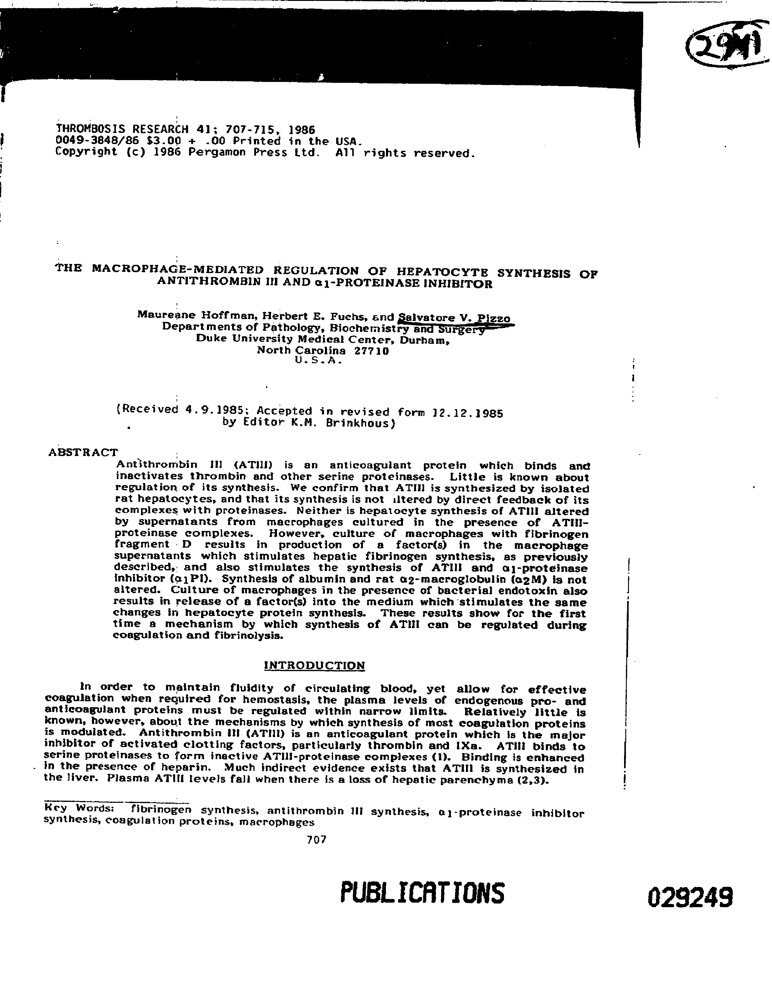 2941
THROMBOSIS RESEARCH 41; 707-715, 1986
0049-3848/86 $3.00 + .00 Printed in the USA.
Copyright (c) 1986 Pergamon Press Ltd. All rights reserved.
THE MACROPHAGE-MEDIATED REGULATION OF HEPATOCYTE SYNTHESIS OF
ANTITHROMBIN III AND α1-PROTEINASE INHIBITOR
Maureane Hoffman, Herbert E. Fuchs, and Salvatore V. Pizzo
Departments of Pathology, Biochemistry and Surgery
Duke University Medical Center, Durham,
North Carolina 27710
U.S.A.
(Received 4.9.1985; Accepted in revised form 12.12.1985
by Editor K.M. Brinkhous)
ABSTRACT
Antithrombin III (ATIII) is an anticoagulant protein which binds and
inactivates thrombin and other serine proteinases. Little is known about
regulation of its synthesis. We confirm that ATIII is synthesized by isolated
rat hepatocytes, and that its synthesis is not altered by direct feedback of its
complexes with proteinases. Neither is hepatocyte synthesis of ATIII altered
by supernatants from macrophages cultured in the presence of ATIII-
proteinase complexes. However, culture of macrophages with fibrinogen
fragment D results in production of a factor(s) in the macrophage
supernatants which stimulates hepatic fibrinogen synthesis, as previously
described, and also stimulates the synthesis of ATIII and α1-proteinase
inhibitor (α1PI). Synthesis of albumin and rat α2-macroglobulin (α2M) is not
altered. Culture of macrophages in the presence of bacterial endotoxin also
results in release of a factor(s) into the medium which stimulates the same
changes in hepatocyte protein synthesis. These results show for the first
time a mechanism by which synthesis of ATIII can be regulated during
coagulation and fibrinolysis.
INTRODUCTION
In order to maintain fluidity of circulating blood, yet allow for effective
coagulation when required for hemostasis, the plasma levels of endogenous pro- and
anticoagulant proteins must be regulated within narrow limits. Relatively little is
known, however, about the mechanisms by which synthesis of most coagulation proteins
is modulated. Antithrombin III (ATIII) is an anticoagulant protein which is the major
inhibitor of activated clotting factors, particularly thrombin and IXa. ATIII binds to
serine proteinases to form inactive ATIII-proteinase complexes (1). Binding is enhanced
in the presence of heparin. Much indirect evidence exists that ATIII is synthesized in
the liver. Plasma ATIII levels fall when there is a loss of hepatic parenchyma (2,3).
Key Words: fibrinogen synthesis, antithrombin III synthesis, α1-proteinase inhibitor
synthesis, coagulation proteins, macrophages
707
PUBLICATIONS
029249